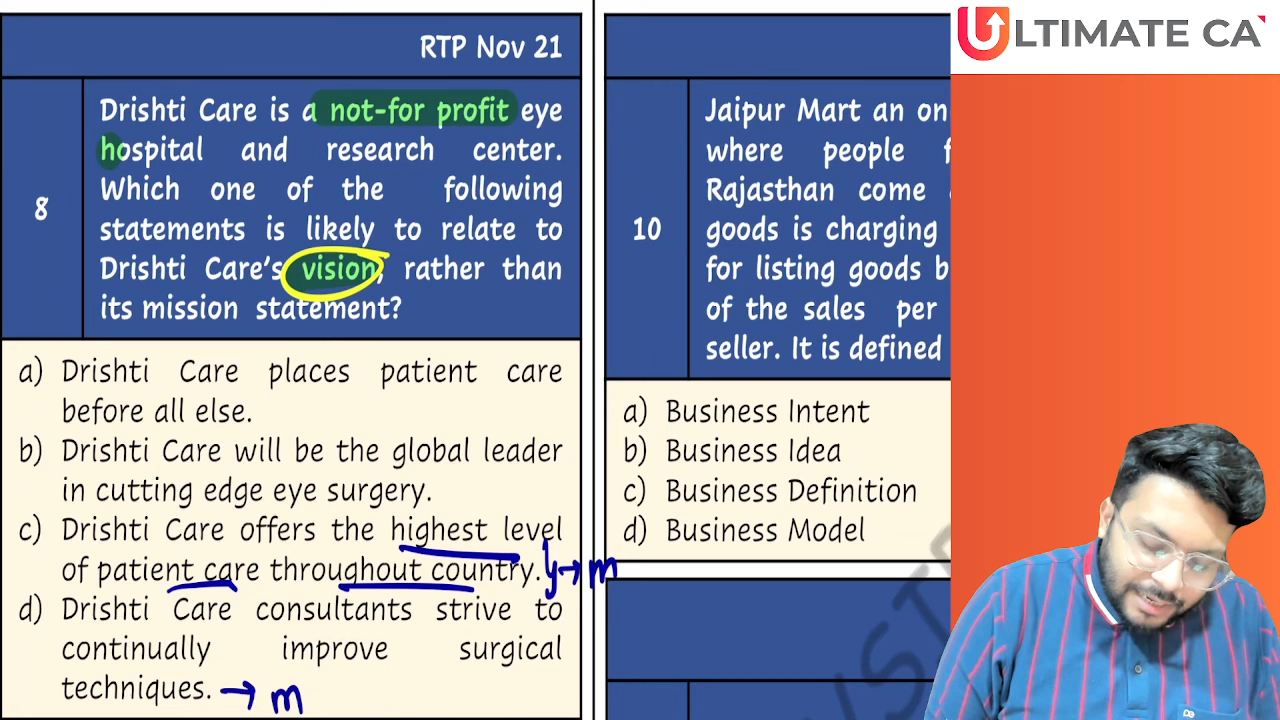 RTP Nov 21
8
Drishti Care is a not-for profit eye
hospital and research center.
Which one of the following
statements is likely to relate to
Drishti Care's vision, rather than
its mission statement?
a) Drishti Care places patient care
before all else.
b) Drishti Care will be the global leader
in cutting edge eye surgery.
c) Drishti Care offers the highest level
of patient care throughout country. → m
d) Drishti Care consultants strive to
continually improve surgical
techniques. → m
10
Jaipur Mart an on
where people f
Rajasthan come
goods is charging
for listing goods b
of the sales per
seller. It is defined
a) Business Intent
b) Business Idea
c) Business Definition
d) Business Model
ULTIMATE CA